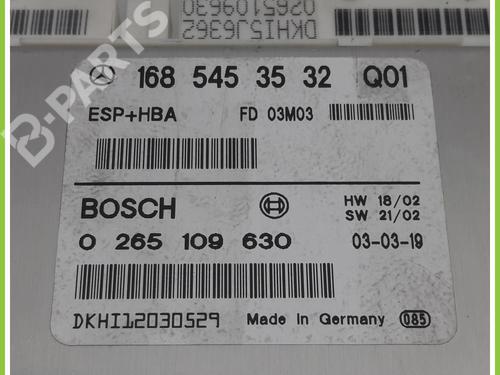 DKHI5J6362
0265109630
168 545 35 32 Q01
ESP+HBA FD 03M03
BOSCH HW 18/02
SW 21/02
0 265 109 630 03-03-19
DKHI12030529 Made in Germany 085
B-PARTS